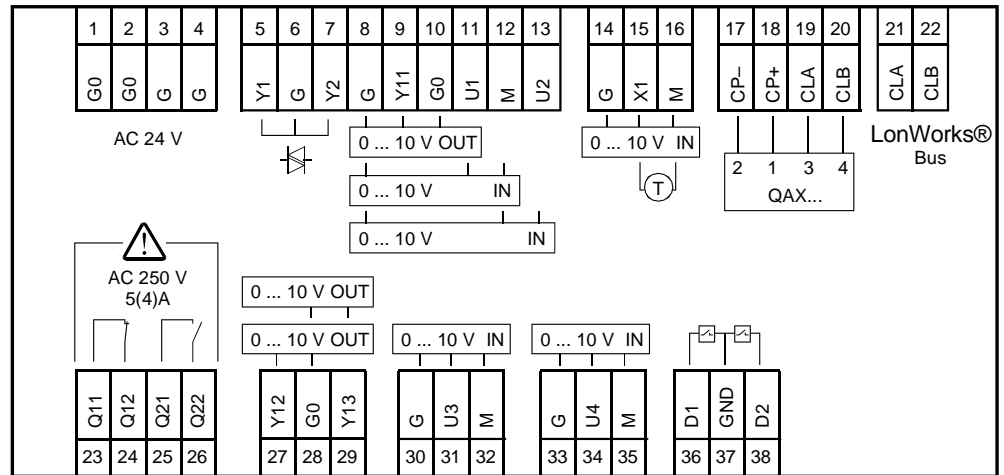 1 2 3 4 5 6 7 8 9 10 11 12 13 14 15 16 17 18 19 20 21 22
G0 G0 G G Y1 G Y2 G Y11 G0 U1 M U2 G X1 M CP– CP+ CLA CLB CLA CLB
AC 24 V
0 ... 10 V OUT
0 ... 10 V IN
LonWorks®
Bus
2 1 3 4
QAX...
T
0 ... 10 V IN
0 ... 10 V IN
!
AC 250 V
5(4)A
0 ... 10 V OUT
0 ... 10 V OUT
0 ... 10 V IN
0 ... 10 V IN
Q11 Q12 Q21 Q22 Y12 G0 Y13 G U3 M G U4 M D1 GND D2
23 24 25 26 27 28 29 30 31 32 33 34 35 36 37 38